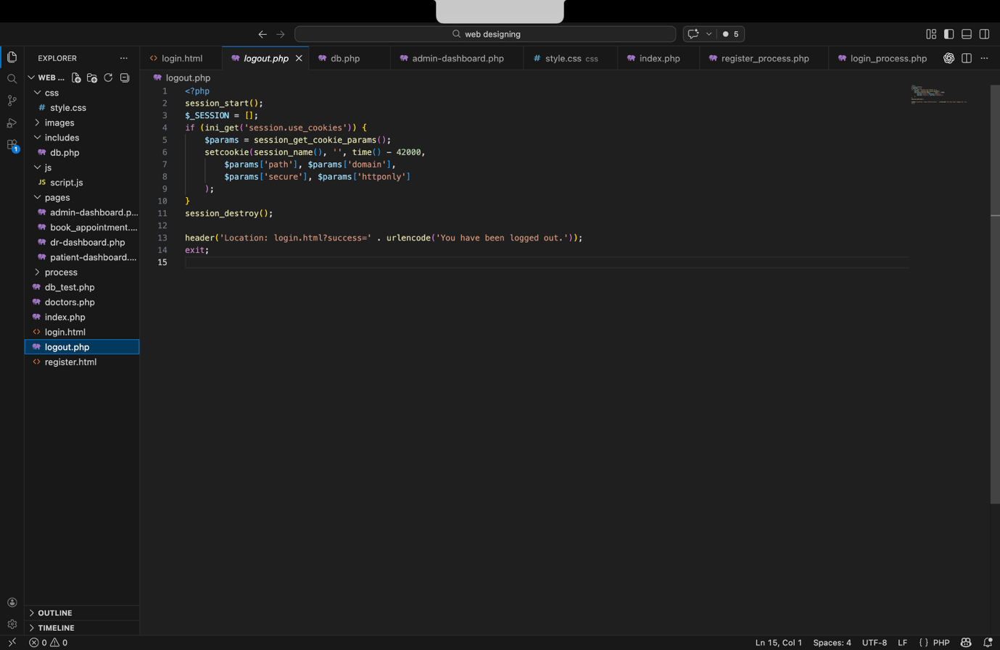 web designing
5
EXPLORER
login.html
logout.php
db.php
admin-dashboard.php
# style.css css
index.php
register_process.php
login_process.php
WEB ...
css
# style.css
images
includes
db.php
js
JS script.js
pages
admin-dashboard.p...
book_appointment....
dr-dashboard.php
patient-dashboard....
process
db_test.php
doctors.php
index.php
login.html
logout.php
register.html
OUTLINE
TIMELINE
1
logout.php
1 <?php
2 session_start();
3 $_SESSION = [];
4 if (ini_get('session.use_cookies')) {
5 $params = session_get_cookie_params();
6 setcookie(session_name(), '', time() - 42000,
7 $params['path'], $params['domain'],
8 $params['secure'], $params['httponly']
9 );
10 }
11 session_destroy();
12
13 header('Location: login.html?success=' . urlencode('You have been logged out.'));
14 exit;
15
0 0
Ln 15, Col 1
Spaces: 4
UTF-8
LF
{ } PHP